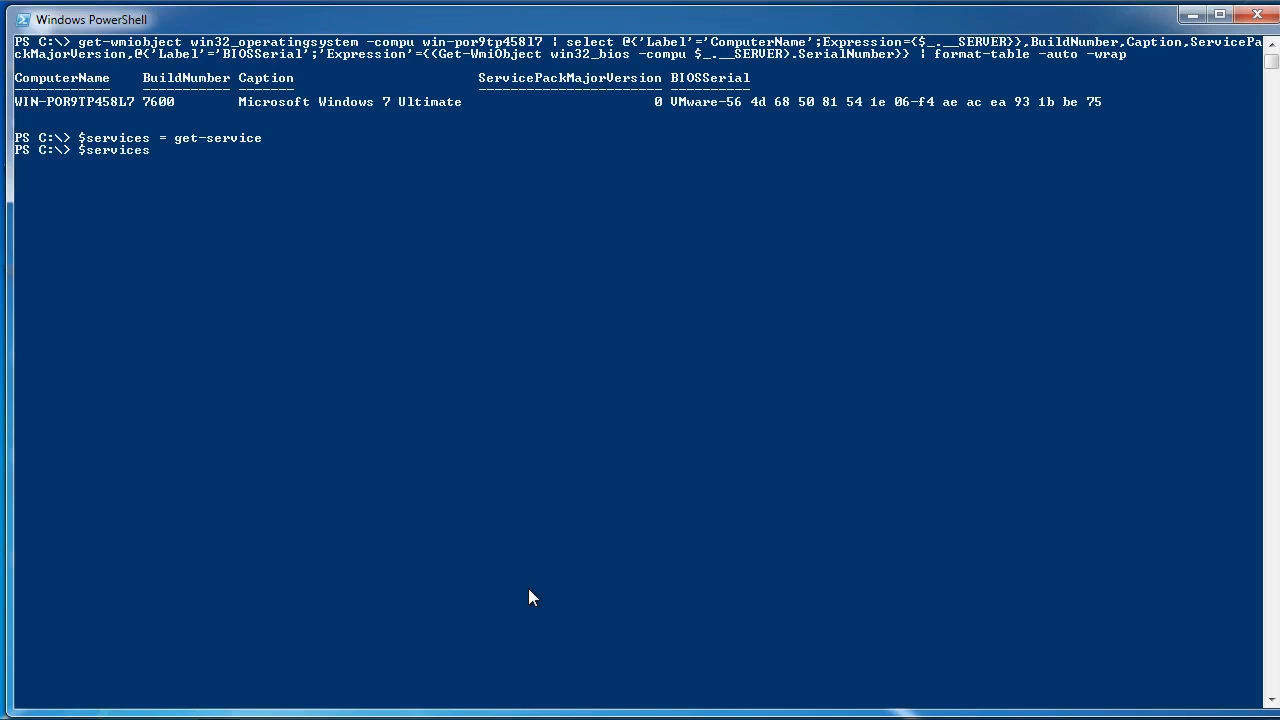 Windows PowerShell
PS C:\> get-wmiobject win32_operatingsystem -compu win-por9tp458l7 | select @{'Label'='ComputerName';Expression={$_.__SERVER}},BuildNumber,Caption,ServicePa
ckMajorVersion,@{'Label'='BIOSSerial';'Expression'={(Get-WmiObject win32_bios -compu $_.__SERVER).SerialNumber}} | format-table -auto -wrap
ComputerName BuildNumber Caption ServicePackMajorVersion BIOSSerial
------------ ----------- ------- ----------------------- ----------
WIN-POR9TP458L7 7600 Microsoft Windows 7 Ultimate 0 VMware-56 4d 68 50 81 54 1e 06-f4 ae ac ea 93 1b be 75
PS C:\> $services = get-service
PS C:\> $services